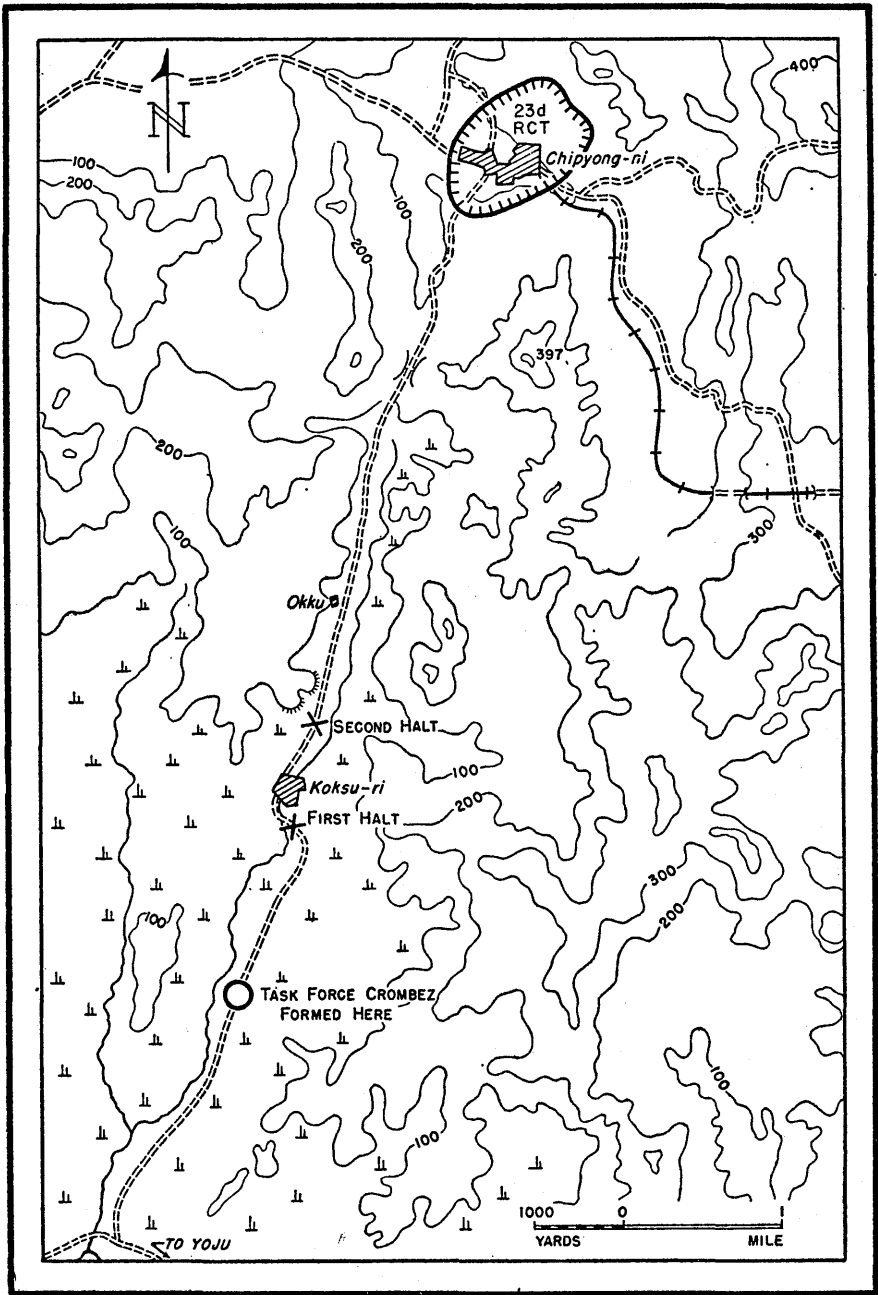 400
N
23d
RCT
Chipyong-ni
100
200
100
200
397
200
100
300
Okku
SECOND HALT
100
Koksu-ri
200
FIRST HALT
300
200
100
TASK FORCE CROMBEZ
FORMED HERE
100
100
1000 0 1
YARDS MILE
TO YOJU